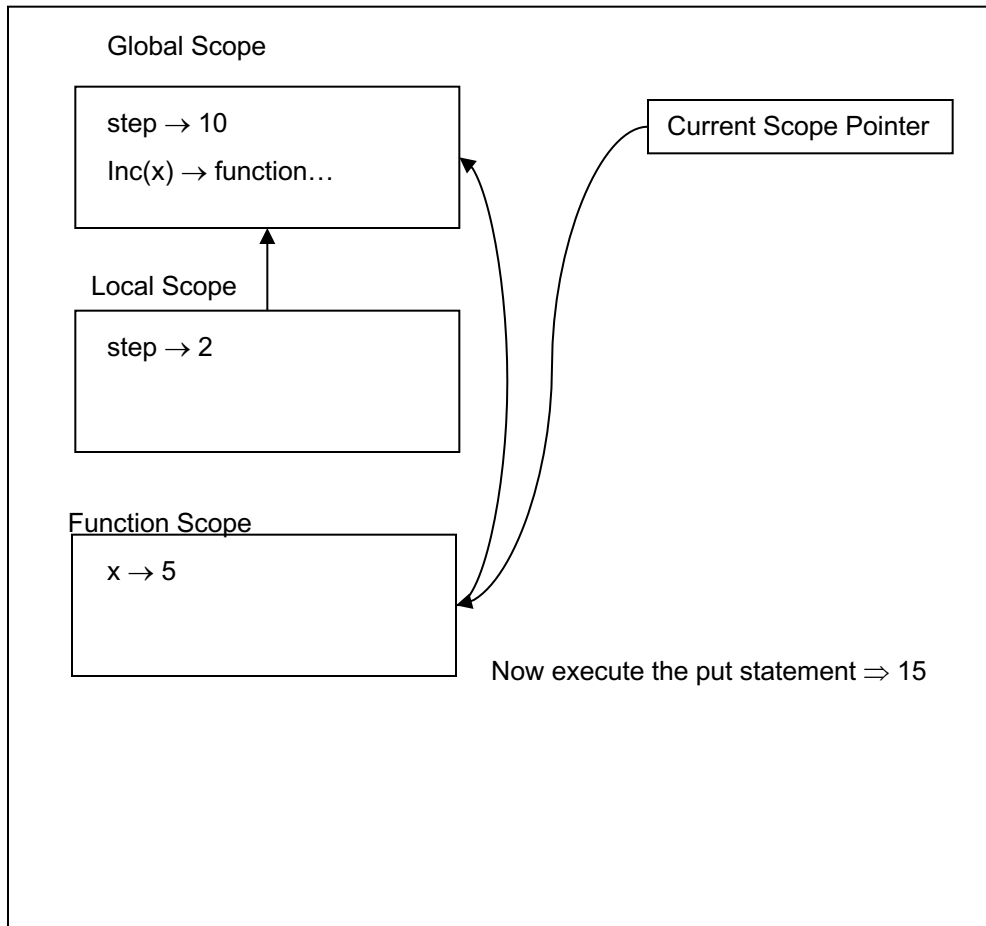 Global Scope
step → 10
Inc(x) → function…
Current Scope Pointer
Local Scope
step → 2
Function Scope
x → 5
Now execute the put statement ⇒ 15